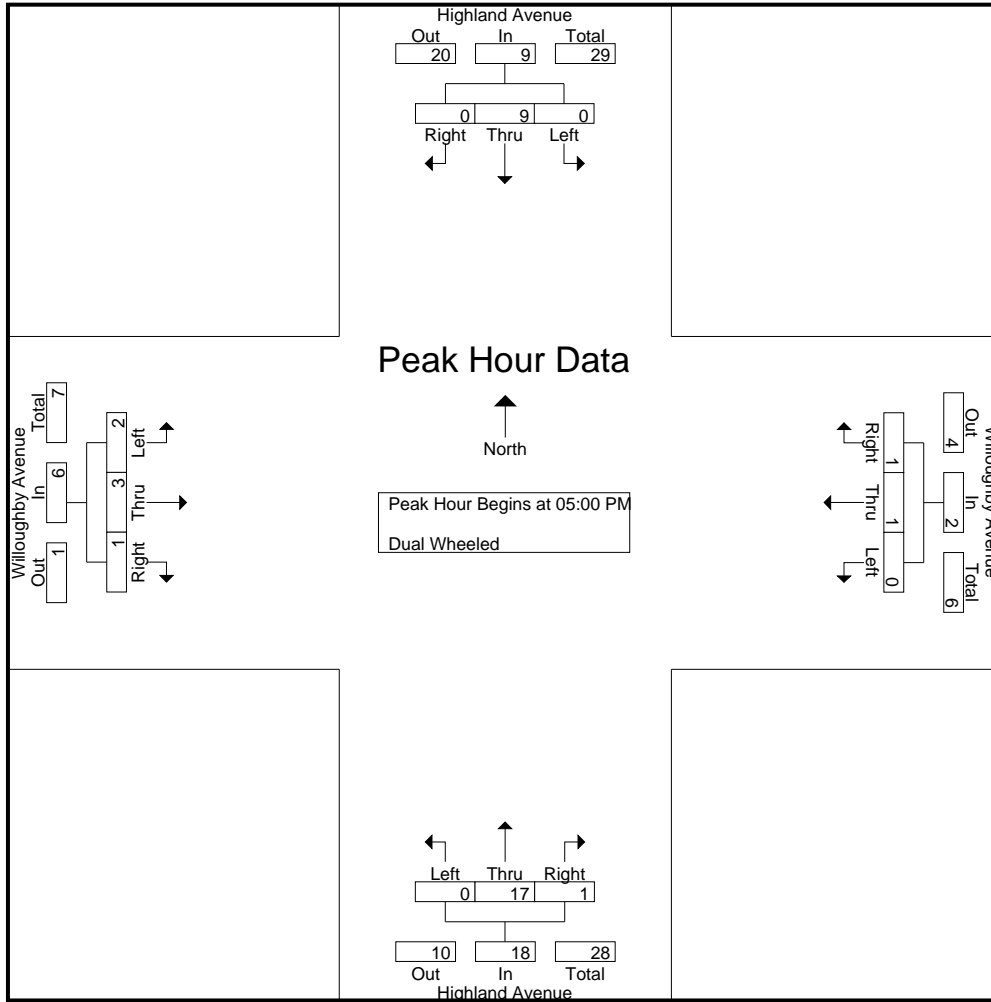 Highland Avenue
Out In Total
20 9 29
0 9 0
Right Thru Left
Peak Hour Data
North
Peak Hour Begins at 05:00 PM
Dual Wheeled
Willoughby Avenue
Out In Total
1 6 7
1 3 2
Right Thru Left
Willoughby Avenue
Out In Total
4 2 6
1 1 0
Right Thru Left
Left Thru Right
0 17 1
10 18 28
Out In Total
Highland Avenue